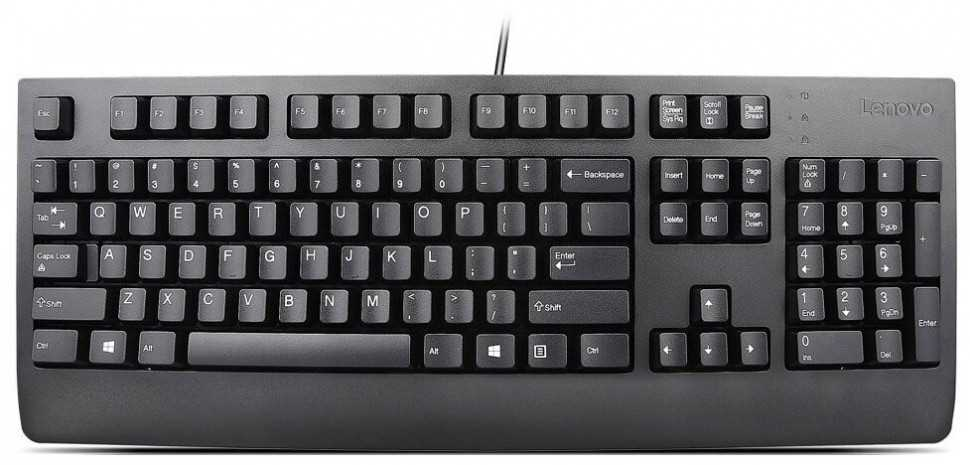 Lenovo
Esc F1 F2 F3 F4 F5 F6 F7 F8 F9 F10 F11 F12
Print Screen Sys Rq
Scroll Lock
Pause Break
~ `
! 1
@ 2
# 3
$ 4
% 5
^ 6
& 7
* 8
( 9
) 0
_ -
+ =
← Backspace
Insert Home Page Up
Num Lock / * -
Tab Q W E R T Y U I O P { [ } ] | \
Delete End Page Down
7 Home
8 ↑
9 PgUp
+
Caps Lock A S D F G H J K L : ; " '
Enter
4 ←
5
6 →
⇧ Shift Z X C V B N M < , > . ? / ⇧ Shift
↑
1 End
2 ↓
3 PgDn
Enter
Ctrl Alt Alt Ctrl
← ↓ →
0 Ins
. Del